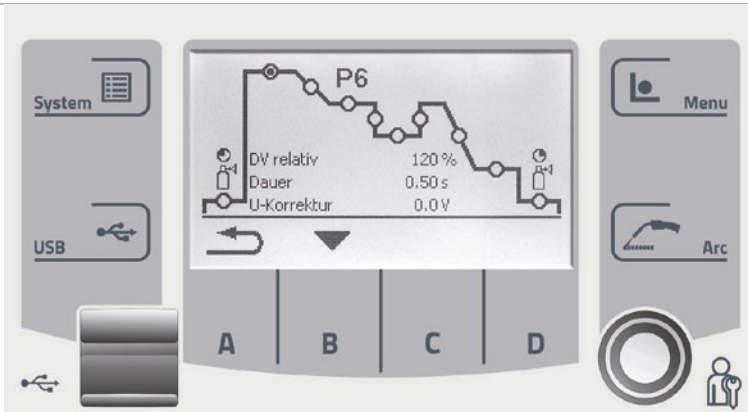 System
Menu
P6
DV relativ 120 %
Dauer 0.50 s
U-Korrektur 0.0 V
USB
Arc
A B C D